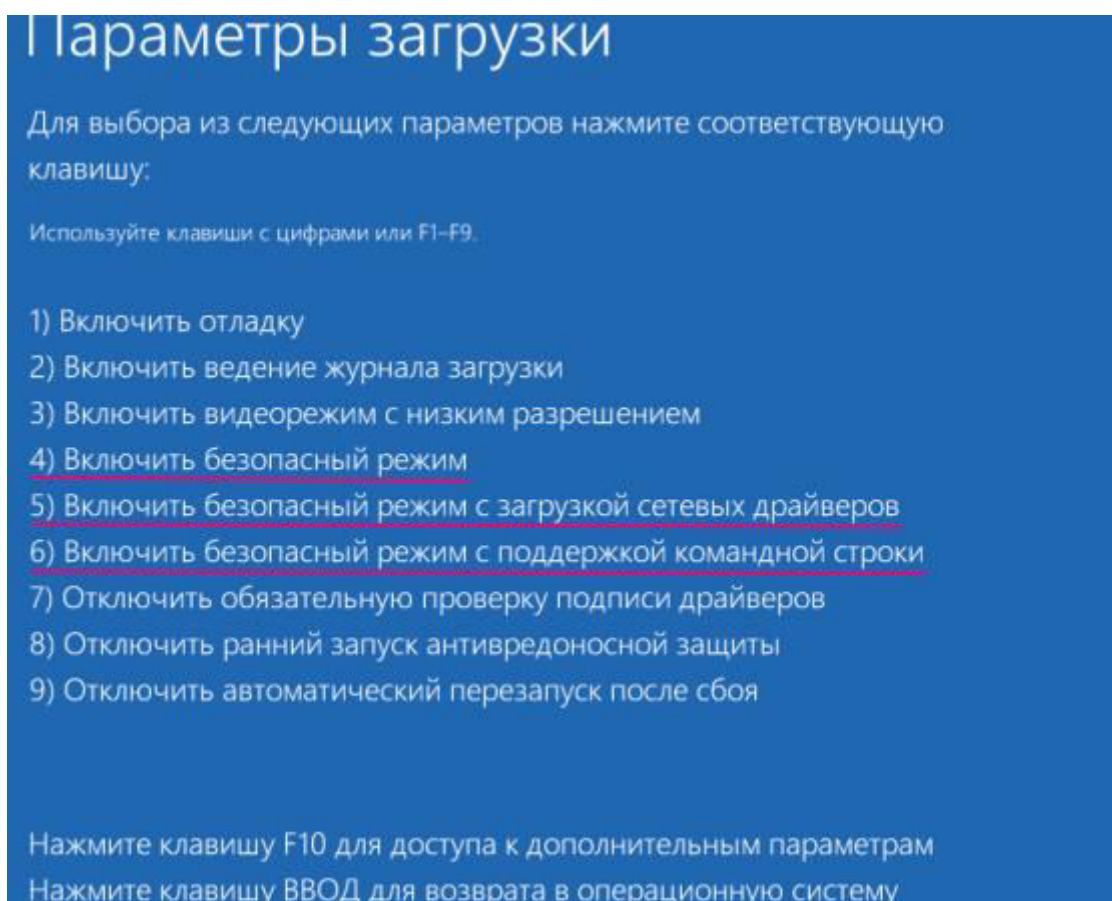 Параметры загрузки
Для выбора из следующих параметров нажмите соответствующую
клавишу:
Используйте клавиши с цифрами или F1–F9.
1) Включить отладку
2) Включить ведение журнала загрузки
3) Включить видеорежим с низким разрешением
4) Включить безопасный режим
5) Включить безопасный режим с загрузкой сетевых драйверов
6) Включить безопасный режим с поддержкой командной строки
7) Отключить обязательную проверку подписи драйверов
8) Отключить ранний запуск антивредоносной защиты
9) Отключить автоматический перезапуск после сбоя
Нажмите клавишу F10 для доступа к дополнительным параметрам
Нажмите клавишу ВВОД для возврата в операционную систему